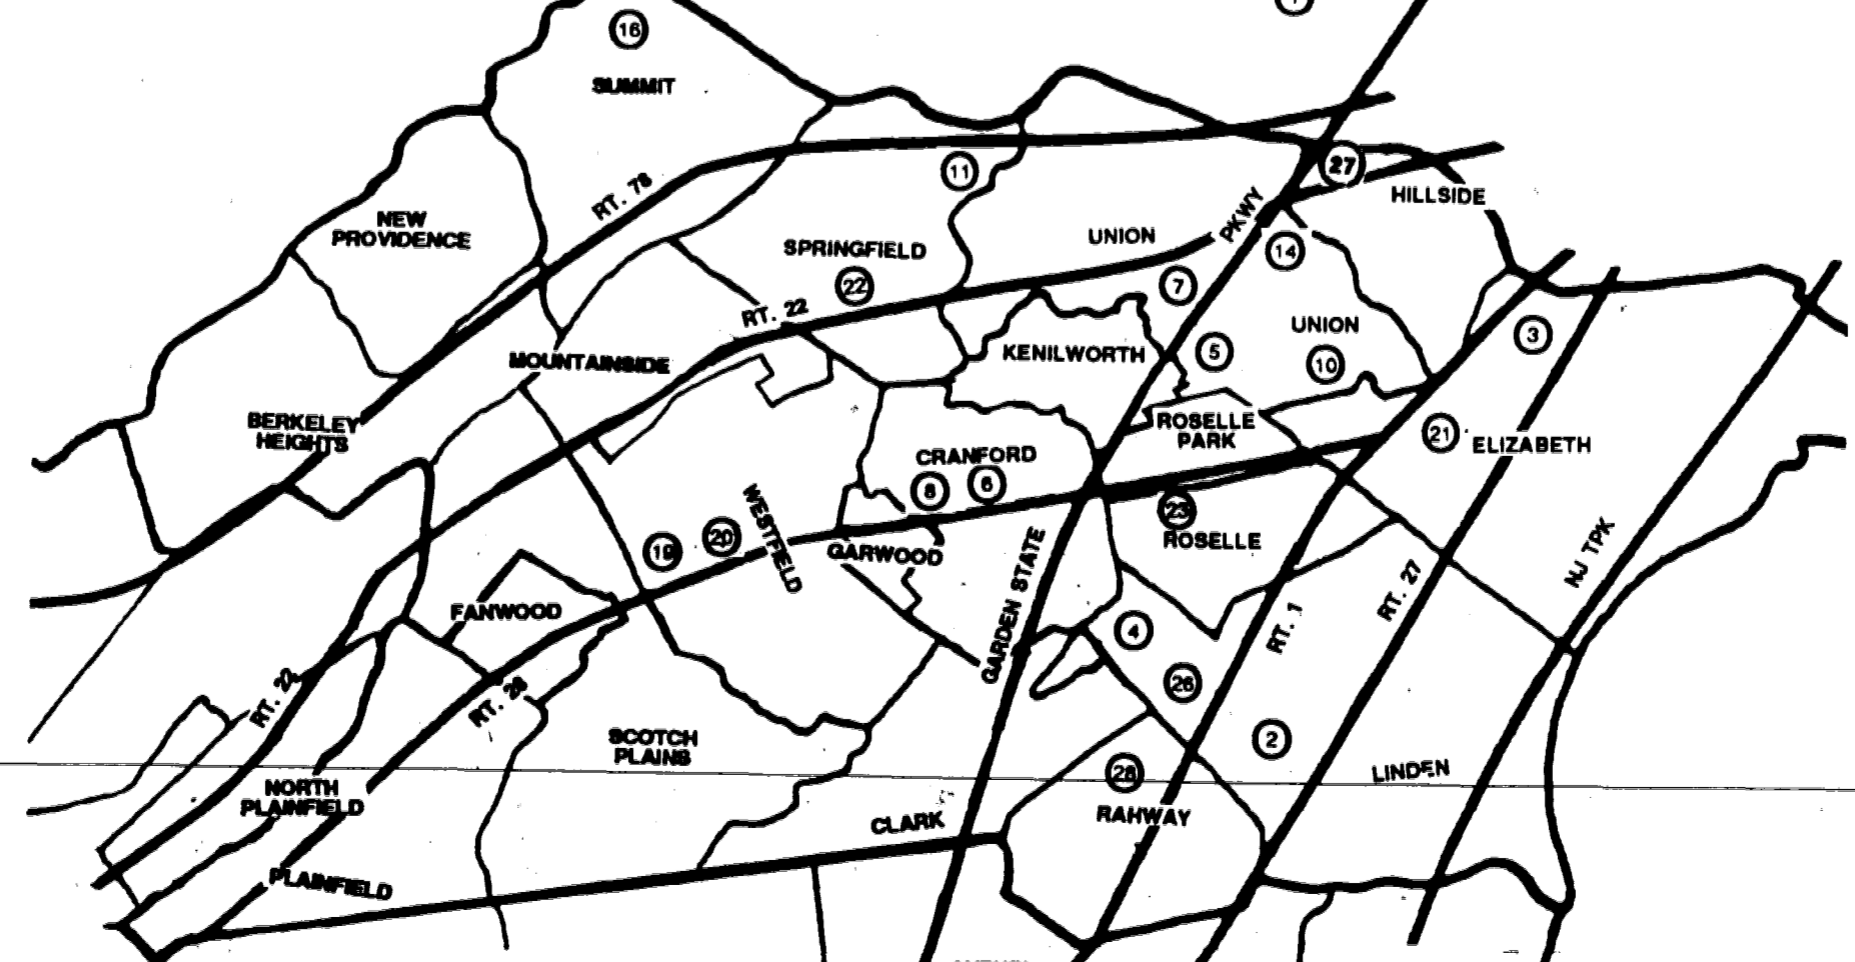 16
SUMMIT
27
11
HILLSIDE
RT. 78
NEW
PROVIDENCE
PKWY
UNION
SPRINGFIELD
14
22
7
RT. 22
UNION
3
KENILWORTH
5
10
MOUNTAINSIDE
BERKELEY
HEIGHTS
ROSELLE
PARK
21
ELIZABETH
CRANFORD
8
6
WESTFIELD
23
ROSELLE
19
20
GARWOOD
NJ TPK
GARDEN STATE
RT. 27
FANWOOD
RT. 1
4
26
RT. 22
RT. 28
2
SCOTCH
PLAINS
28
LINDEN
NORTH
PLAINFIELD
RAHWAY
CLARK
PLAINFIELD